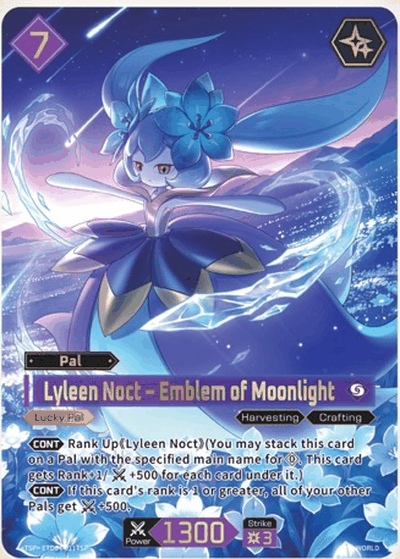 7
Pal
Lyleen Noct – Emblem of Moonlight
Lucky Pal
Harvesting Crafting
CONT Rank Up《Lyleen Noct》(You may stack this card
on a Pal with the specified main name for ◇. This card
gets Rank+1/ +500 for each card under it.)
CONT If this card's rank is 1 or greater, all of your other
Pals get +500.
Power 1300 Strike 3
WORLD